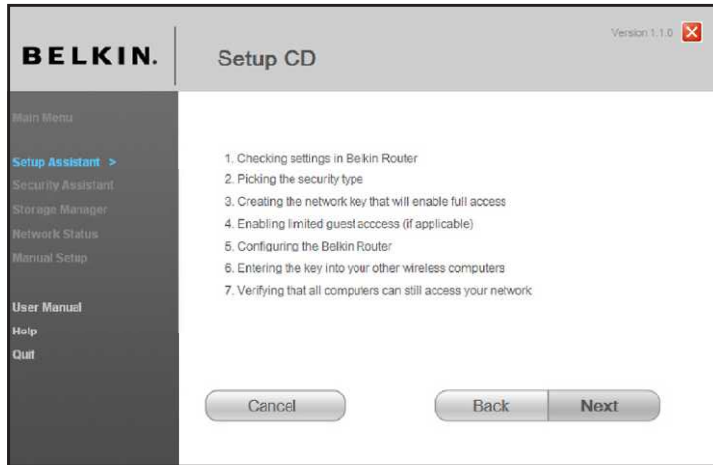 BELKIN.
Setup CD
Version 1.1.0
Main Menu
Setup Assistant >
Security Assistant
Storage Manager
Network Status
Manual Setup
User Manual
Help
Quit
1. Checking settings in Belkin Router
2. Picking the security type
3. Creating the network key that will enable full access
4. Enabling limited guest acccess (if applicable)
5. Configuring the Belkin Router
6. Entering the key into your other wireless computers
7. Verifying that all computers can still access your network
Cancel
Back
Next